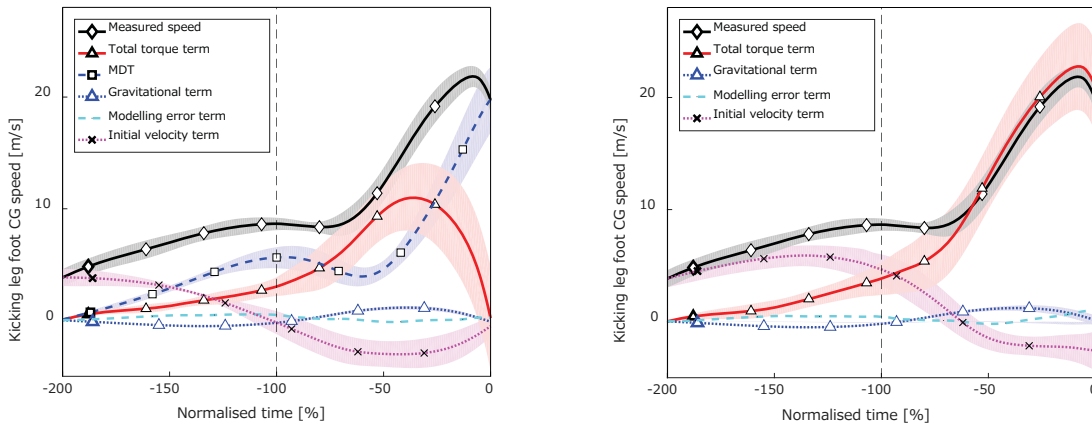 Measured speed
Total torque term
MDT
Gravitational term
Modelling error term
Initial velocity term
Kicking leg foot CG speed [m/s]
20
10
0
-200
-150
-100
-50
0
Normalised time [%]
Measured speed
Total torque term
Gravitational term
Modelling error term
Initial velocity term
Kicking leg foot CG speed [m/s]
20
10
0
-200
-150
-100
-50
0
Normalised time [%]